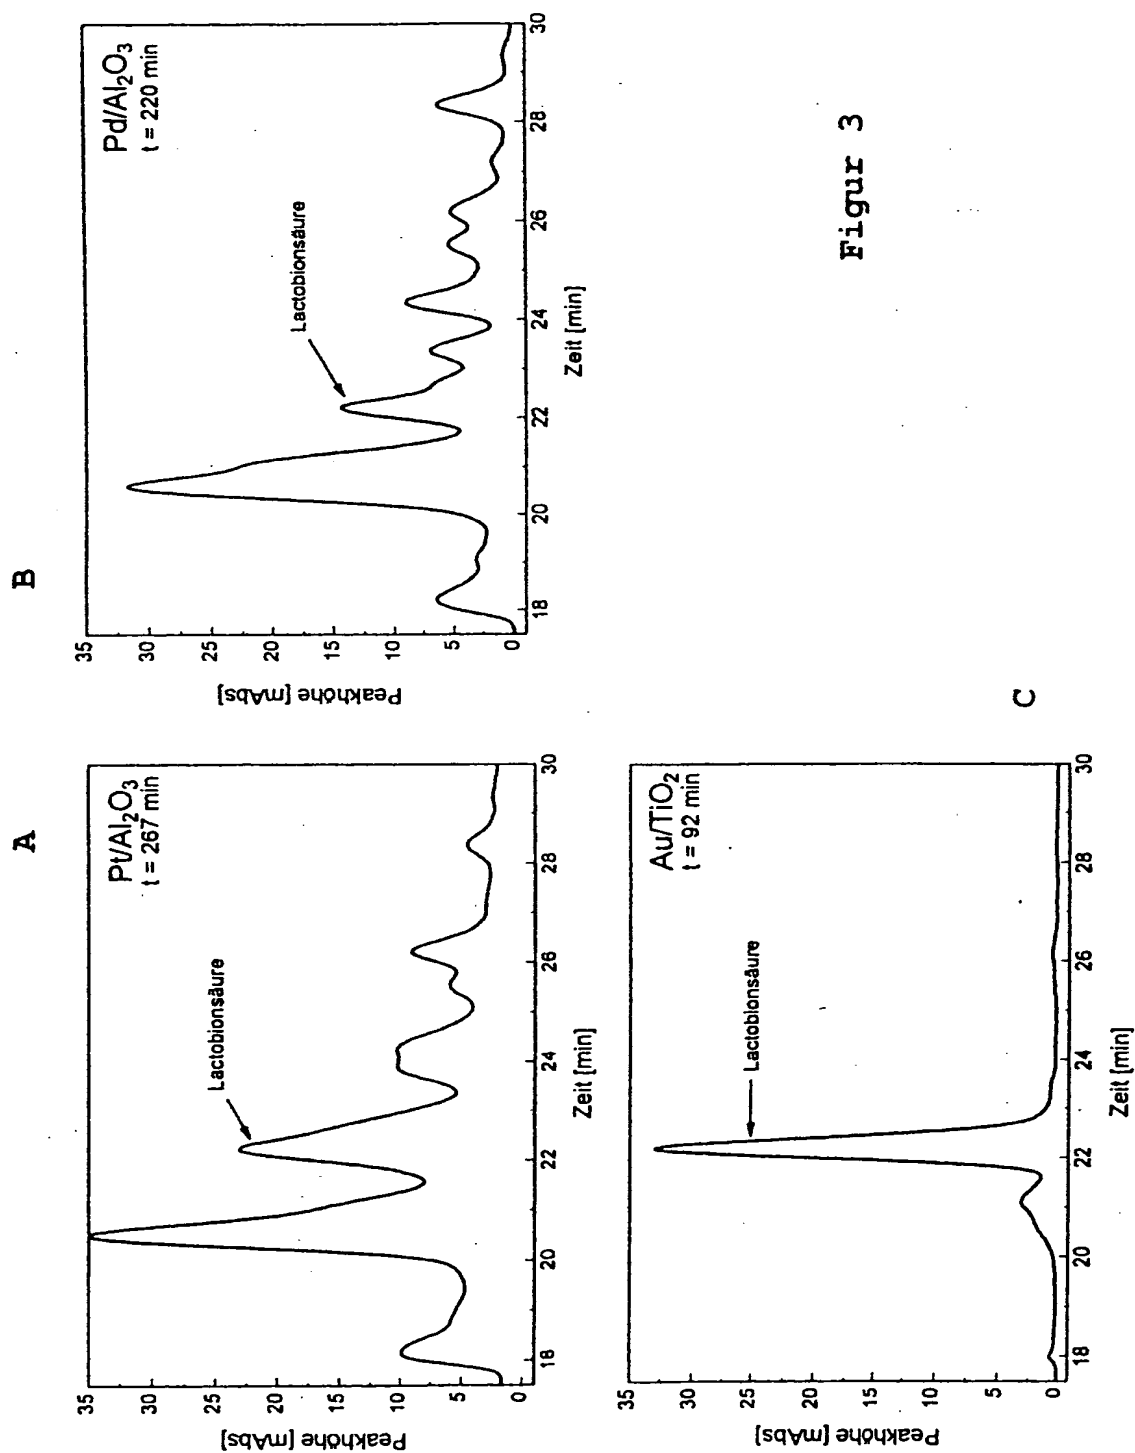 A
Pt/Al₂O₃
t = 267 min
Lactobionsäure
Peakhöhe [mAbs]
35
30
25
20
15
10
5
0
18
20
22
24
26
28
30
Zeit [min]
B
Pd/Al₂O₃
t = 220 min
Lactobionsäure
Peakhöhe [mAbs]
35
30
25
20
15
10
5
0
18
20
22
24
26
28
30
Zeit [min]
C
Au/TiO₂
t = 92 min
Lactobionsäure
Peakhöhe [mAbs]
35
30
25
20
15
10
5
0
18
20
22
24
26
28
30
Zeit [min]
Figur 3